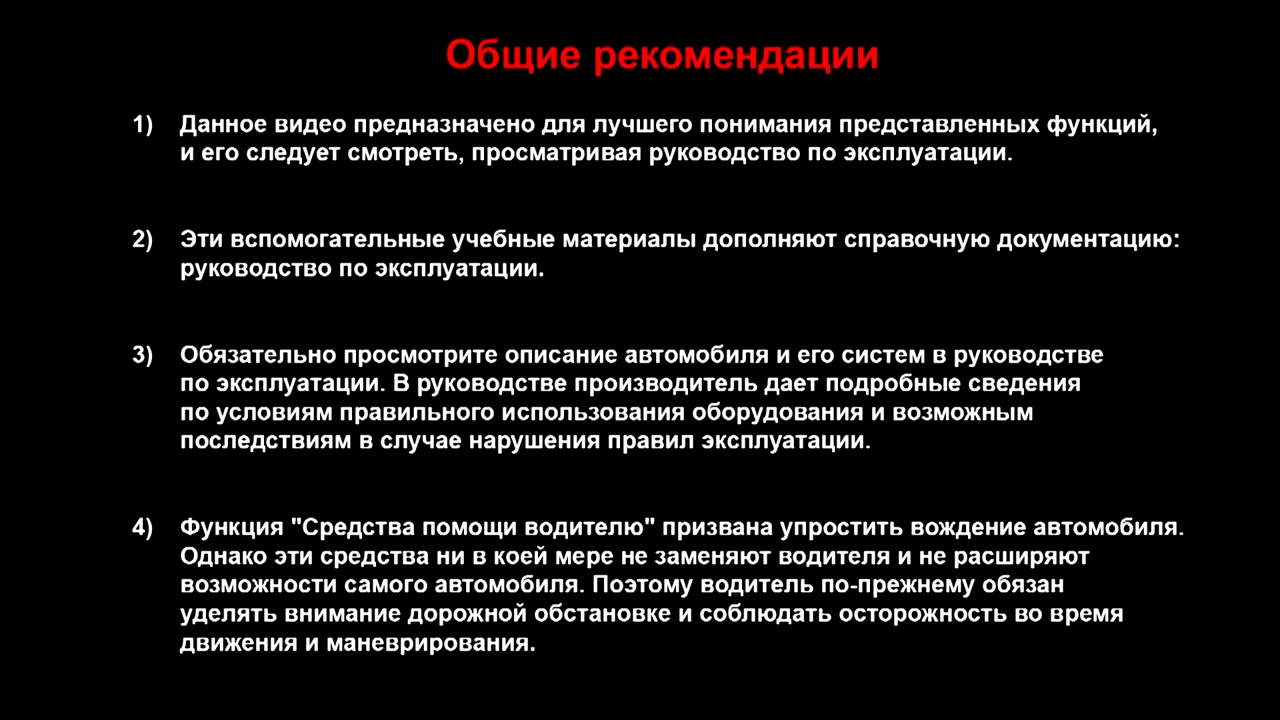 Общие рекомендации
1) Данное видео предназначено для лучшего понимания представленных функций,
и его следует смотреть, просматривая руководство по эксплуатации.
2) Эти вспомогательные учебные материалы дополняют справочную документацию:
руководство по эксплуатации.
3) Обязательно просмотрите описание автомобиля и его систем в руководстве
по эксплуатации. В руководстве производитель дает подробные сведения
по условиям правильного использования оборудования и возможным
последствиям в случае нарушения правил эксплуатации.
4) Функция "Средства помощи водителю" призвана упростить вождение автомобиля.
Однако эти средства ни в коей мере не заменяют водителя и не расширяют
возможности самого автомобиля. Поэтому водитель по-прежнему обязан
уделять внимание дорожной обстановке и соблюдать осторожность во время
движения и маневрирования.